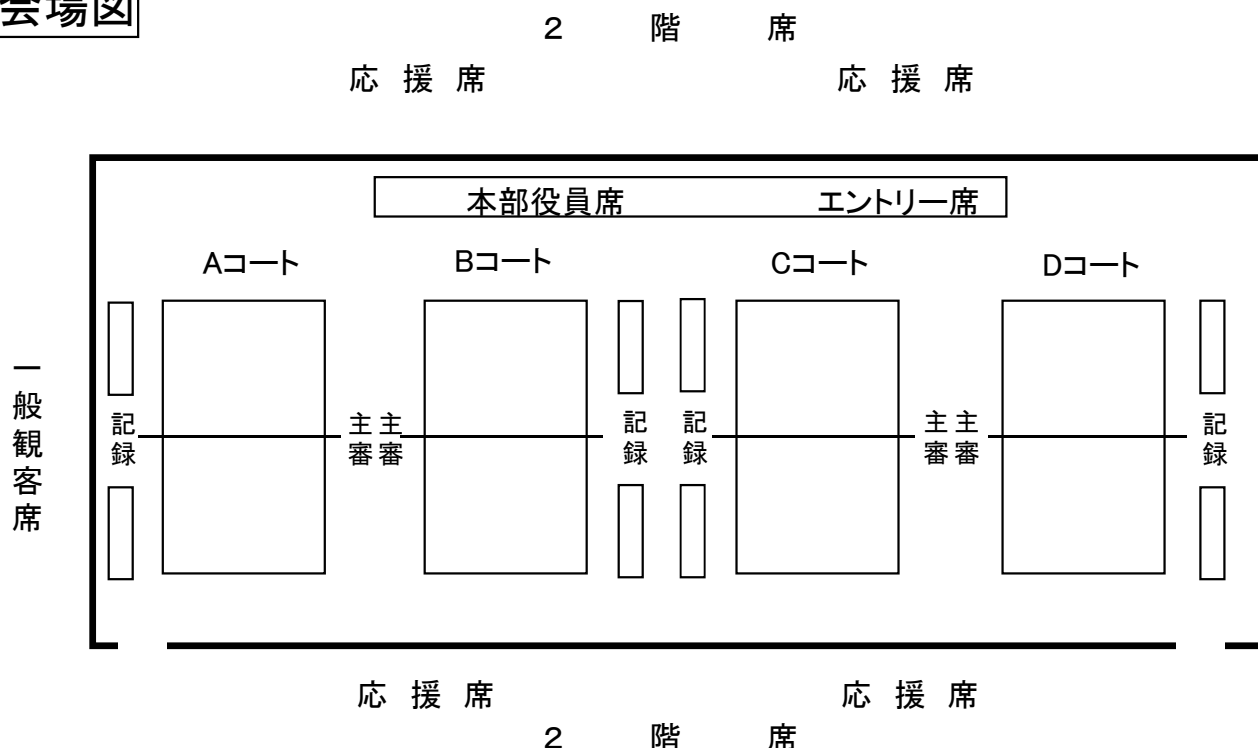 会場図
２　階　席
応 援 席　応 援 席
本部役員席　エントリー席
Aコート　Bコート　Cコート　Dコート
一般観客席
記録　主審　主審　記録　記録　主審　主審　記録
応 援 席　応 援 席
２　階　席